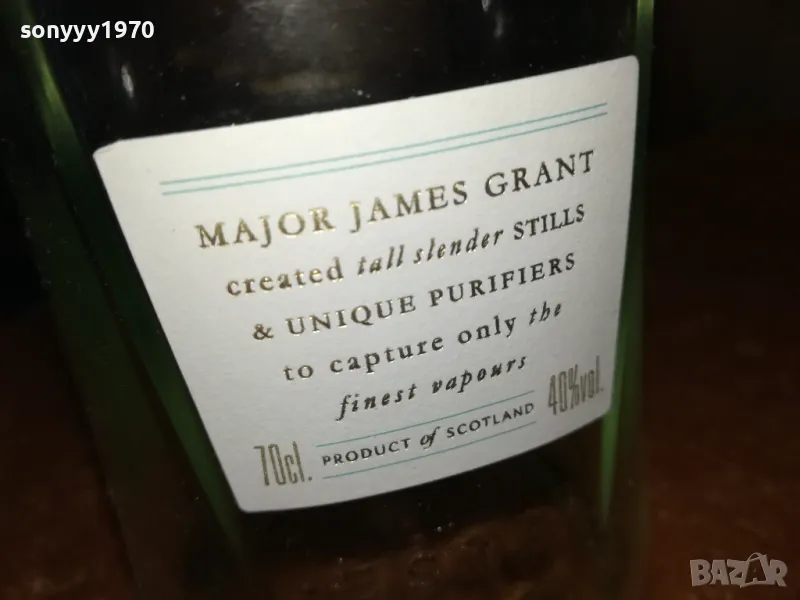 sonyyy1970
MAJOR JAMES GRANT
created tall slender STILLS
& UNIQUE PURIFIERS
to capture only the
finest vapours
70cl. PRODUCT of SCOTLAND 40%vol.
BAZAR